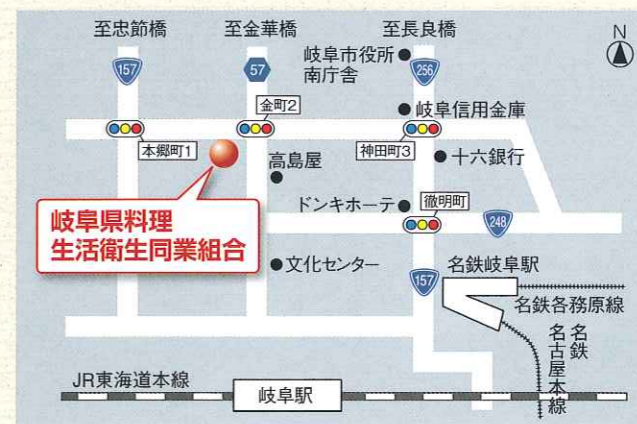 至忠節橋
至金華橋
至長良橋
N
157
57
岐阜市役所
南庁舎
256
金町2
岐阜信用金庫
本郷町1
神田町3
高島屋
十六銀行
岐阜県料理
生活衛生同業組合
ドンキホーテ
徹明町
248
文化センター
157
名鉄岐阜駅
名鉄各務原線
名鉄
名古屋本線
JR東海道本線
岐阜駅